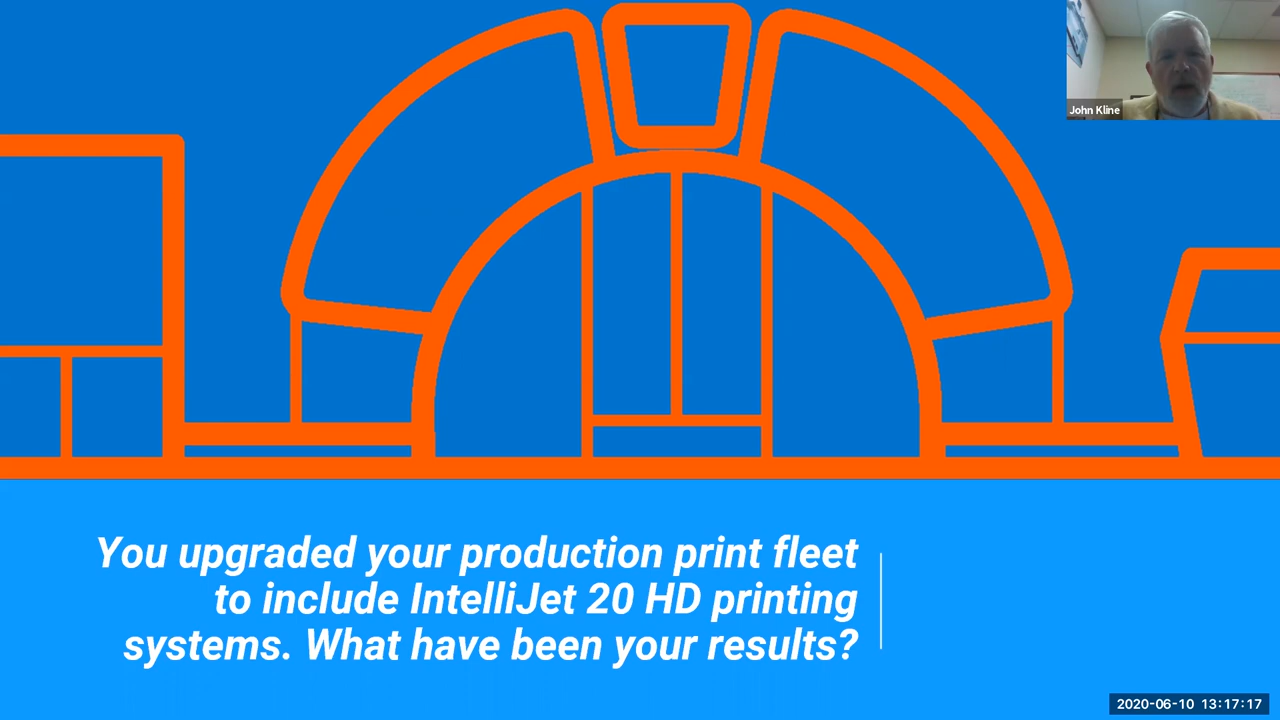 John Kline
You upgraded your production print fleet
to include IntelliJet 20 HD printing
systems. What have been your results?
2020-06-10 13:17:17